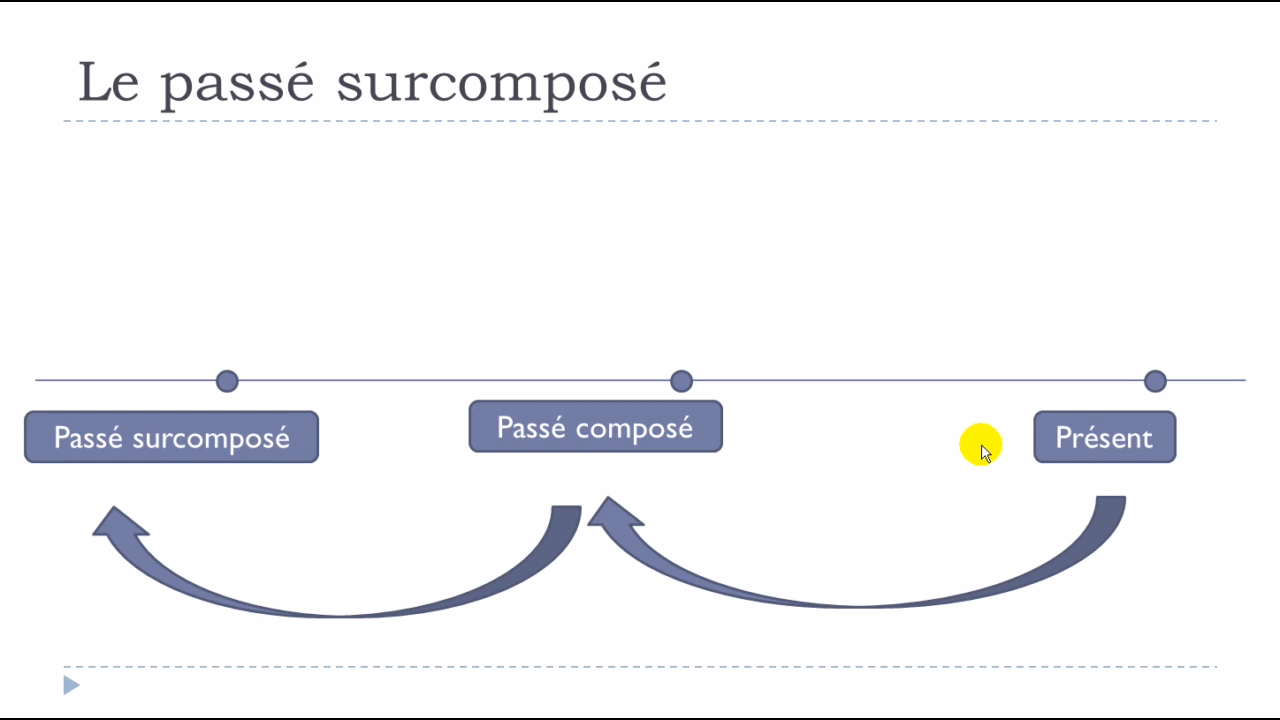 Le passé surcomposé
Passé surcomposé
Passé composé
Présent